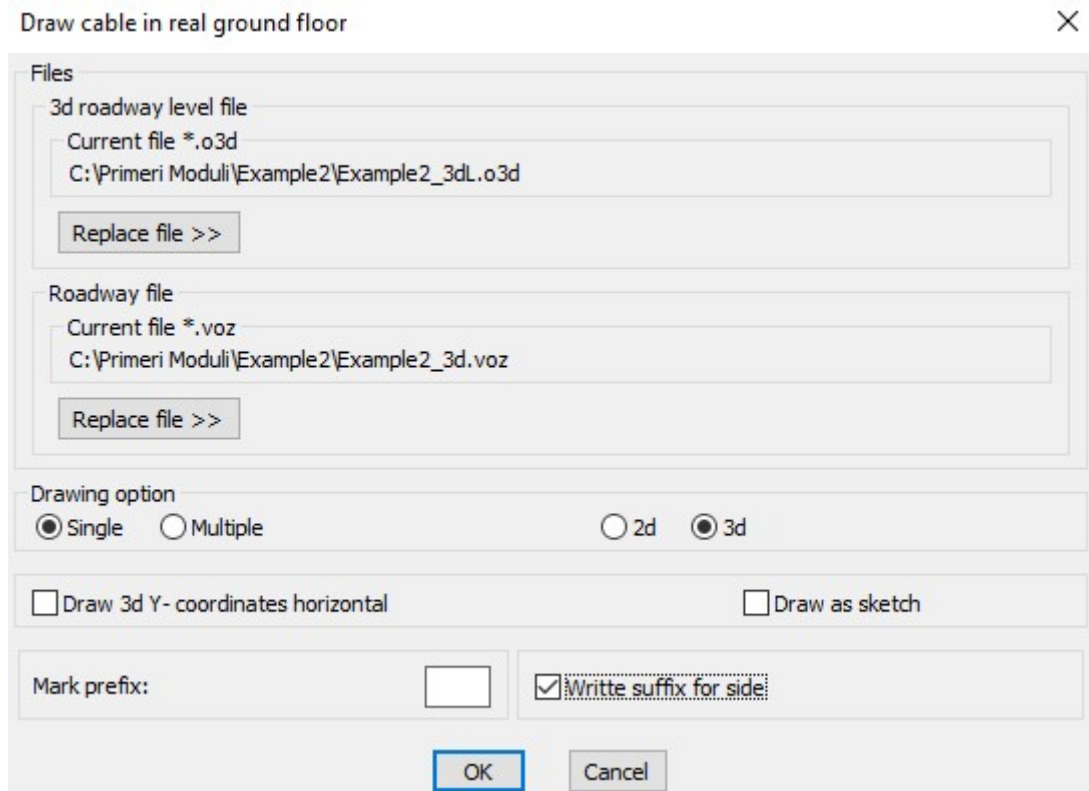 Draw cable in real ground floor
Files
3d roadway level file
Current file *.o3d
C:\Primeri Moduli\Example2\Example2_3dL.o3d
Replace file >>
Roadway file
Current file *.voz
C:\Primeri Moduli\Example2\Example2_3d.voz
Replace file >>
Drawing option
Single Multiple 2d 3d
Draw 3d Y- coordinates horizontal Draw as sketch
Mark prefix: Writte suffix for side
OK Cancel